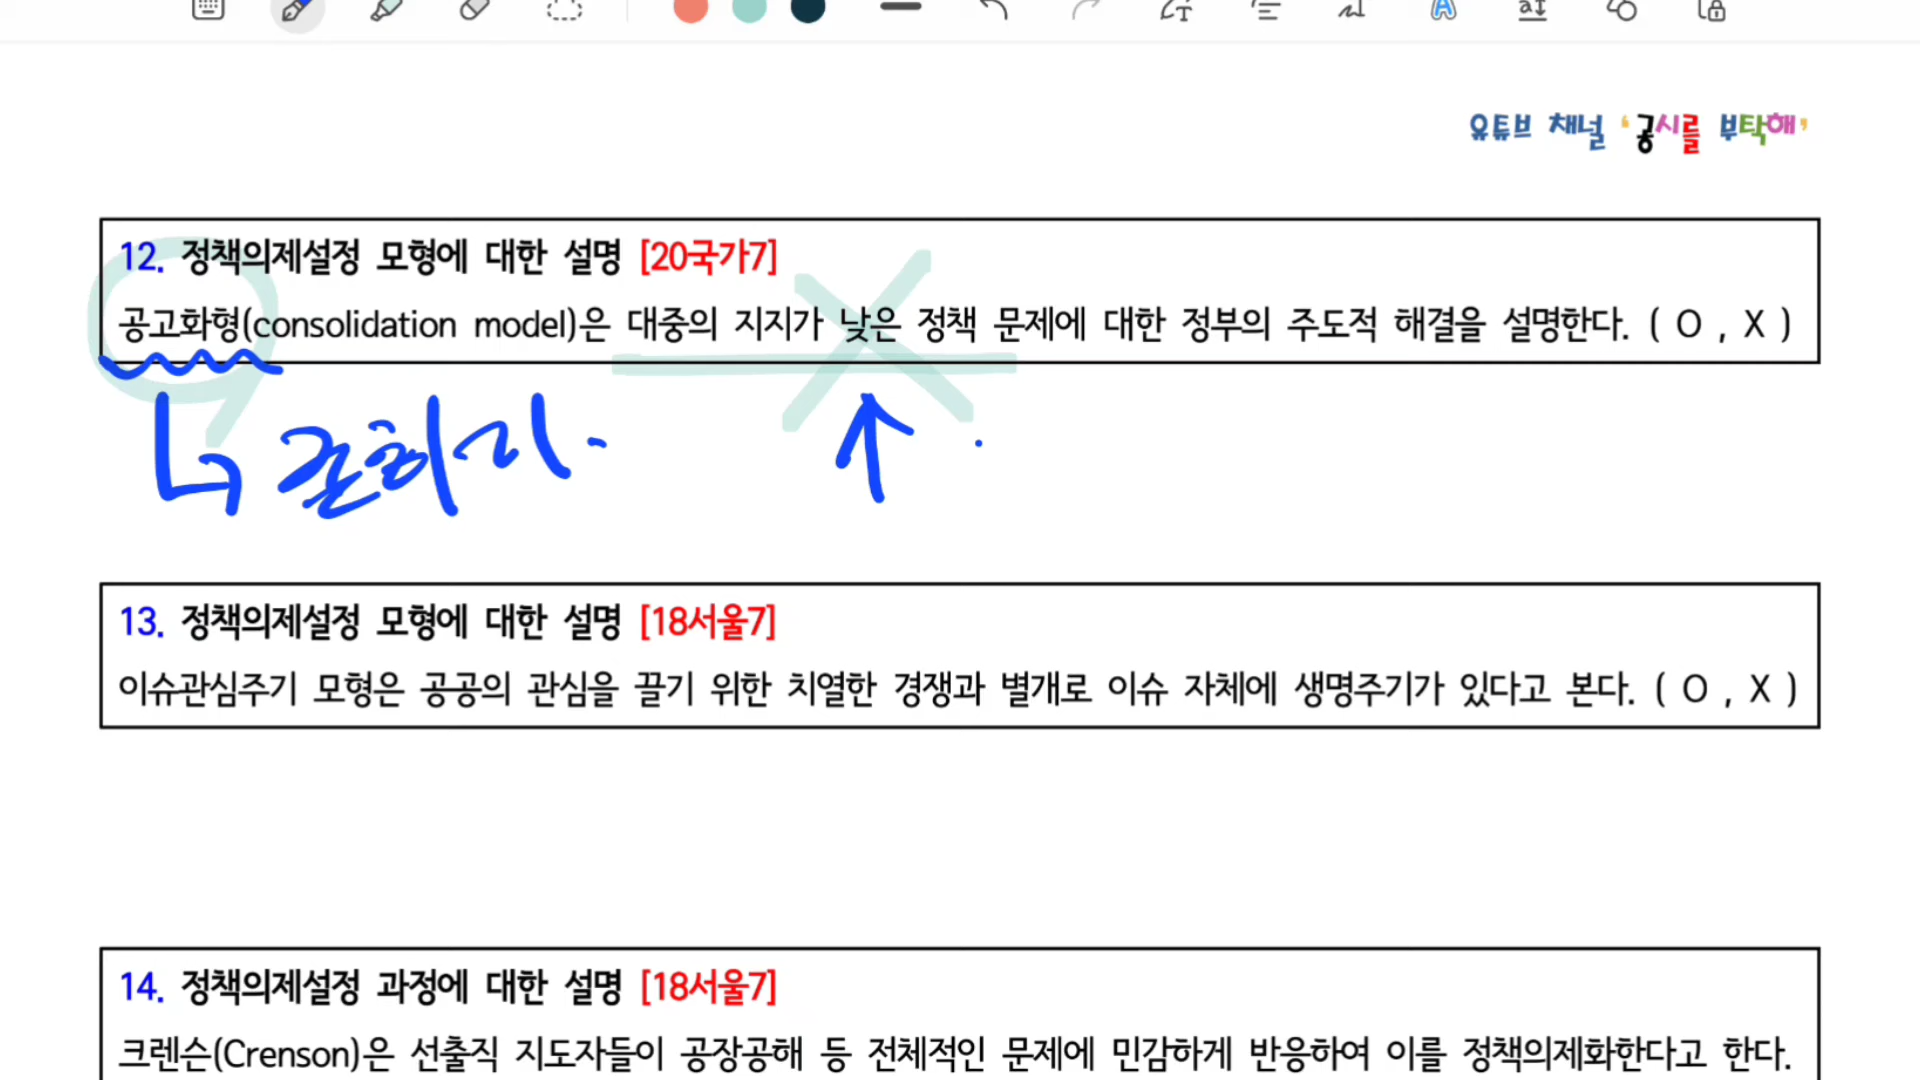 유튜브 채널 '공시를 부탁해'
12. 정책의제설정 모형에 대한 설명 [20국가7]
공고화형(consolidation model)은 대중의 지지가 낮은 정책 문제에 대한 정부의 주도적 해결을 설명한다. ( O , X )
13. 정책의제설정 모형에 대한 설명 [18서울7]
이슈관심주기 모형은 공공의 관심을 끌기 위한 치열한 경쟁과 별개로 이슈 자체에 생명주기가 있다고 본다. ( O , X )
14. 정책의제설정 과정에 대한 설명 [18서울7]
크렌슨(Crenson)은 선출직 지도자들이 공장공해 등 전체적인 문제에 민감하게 반응하여 이를 정책의제화한다고 한다.